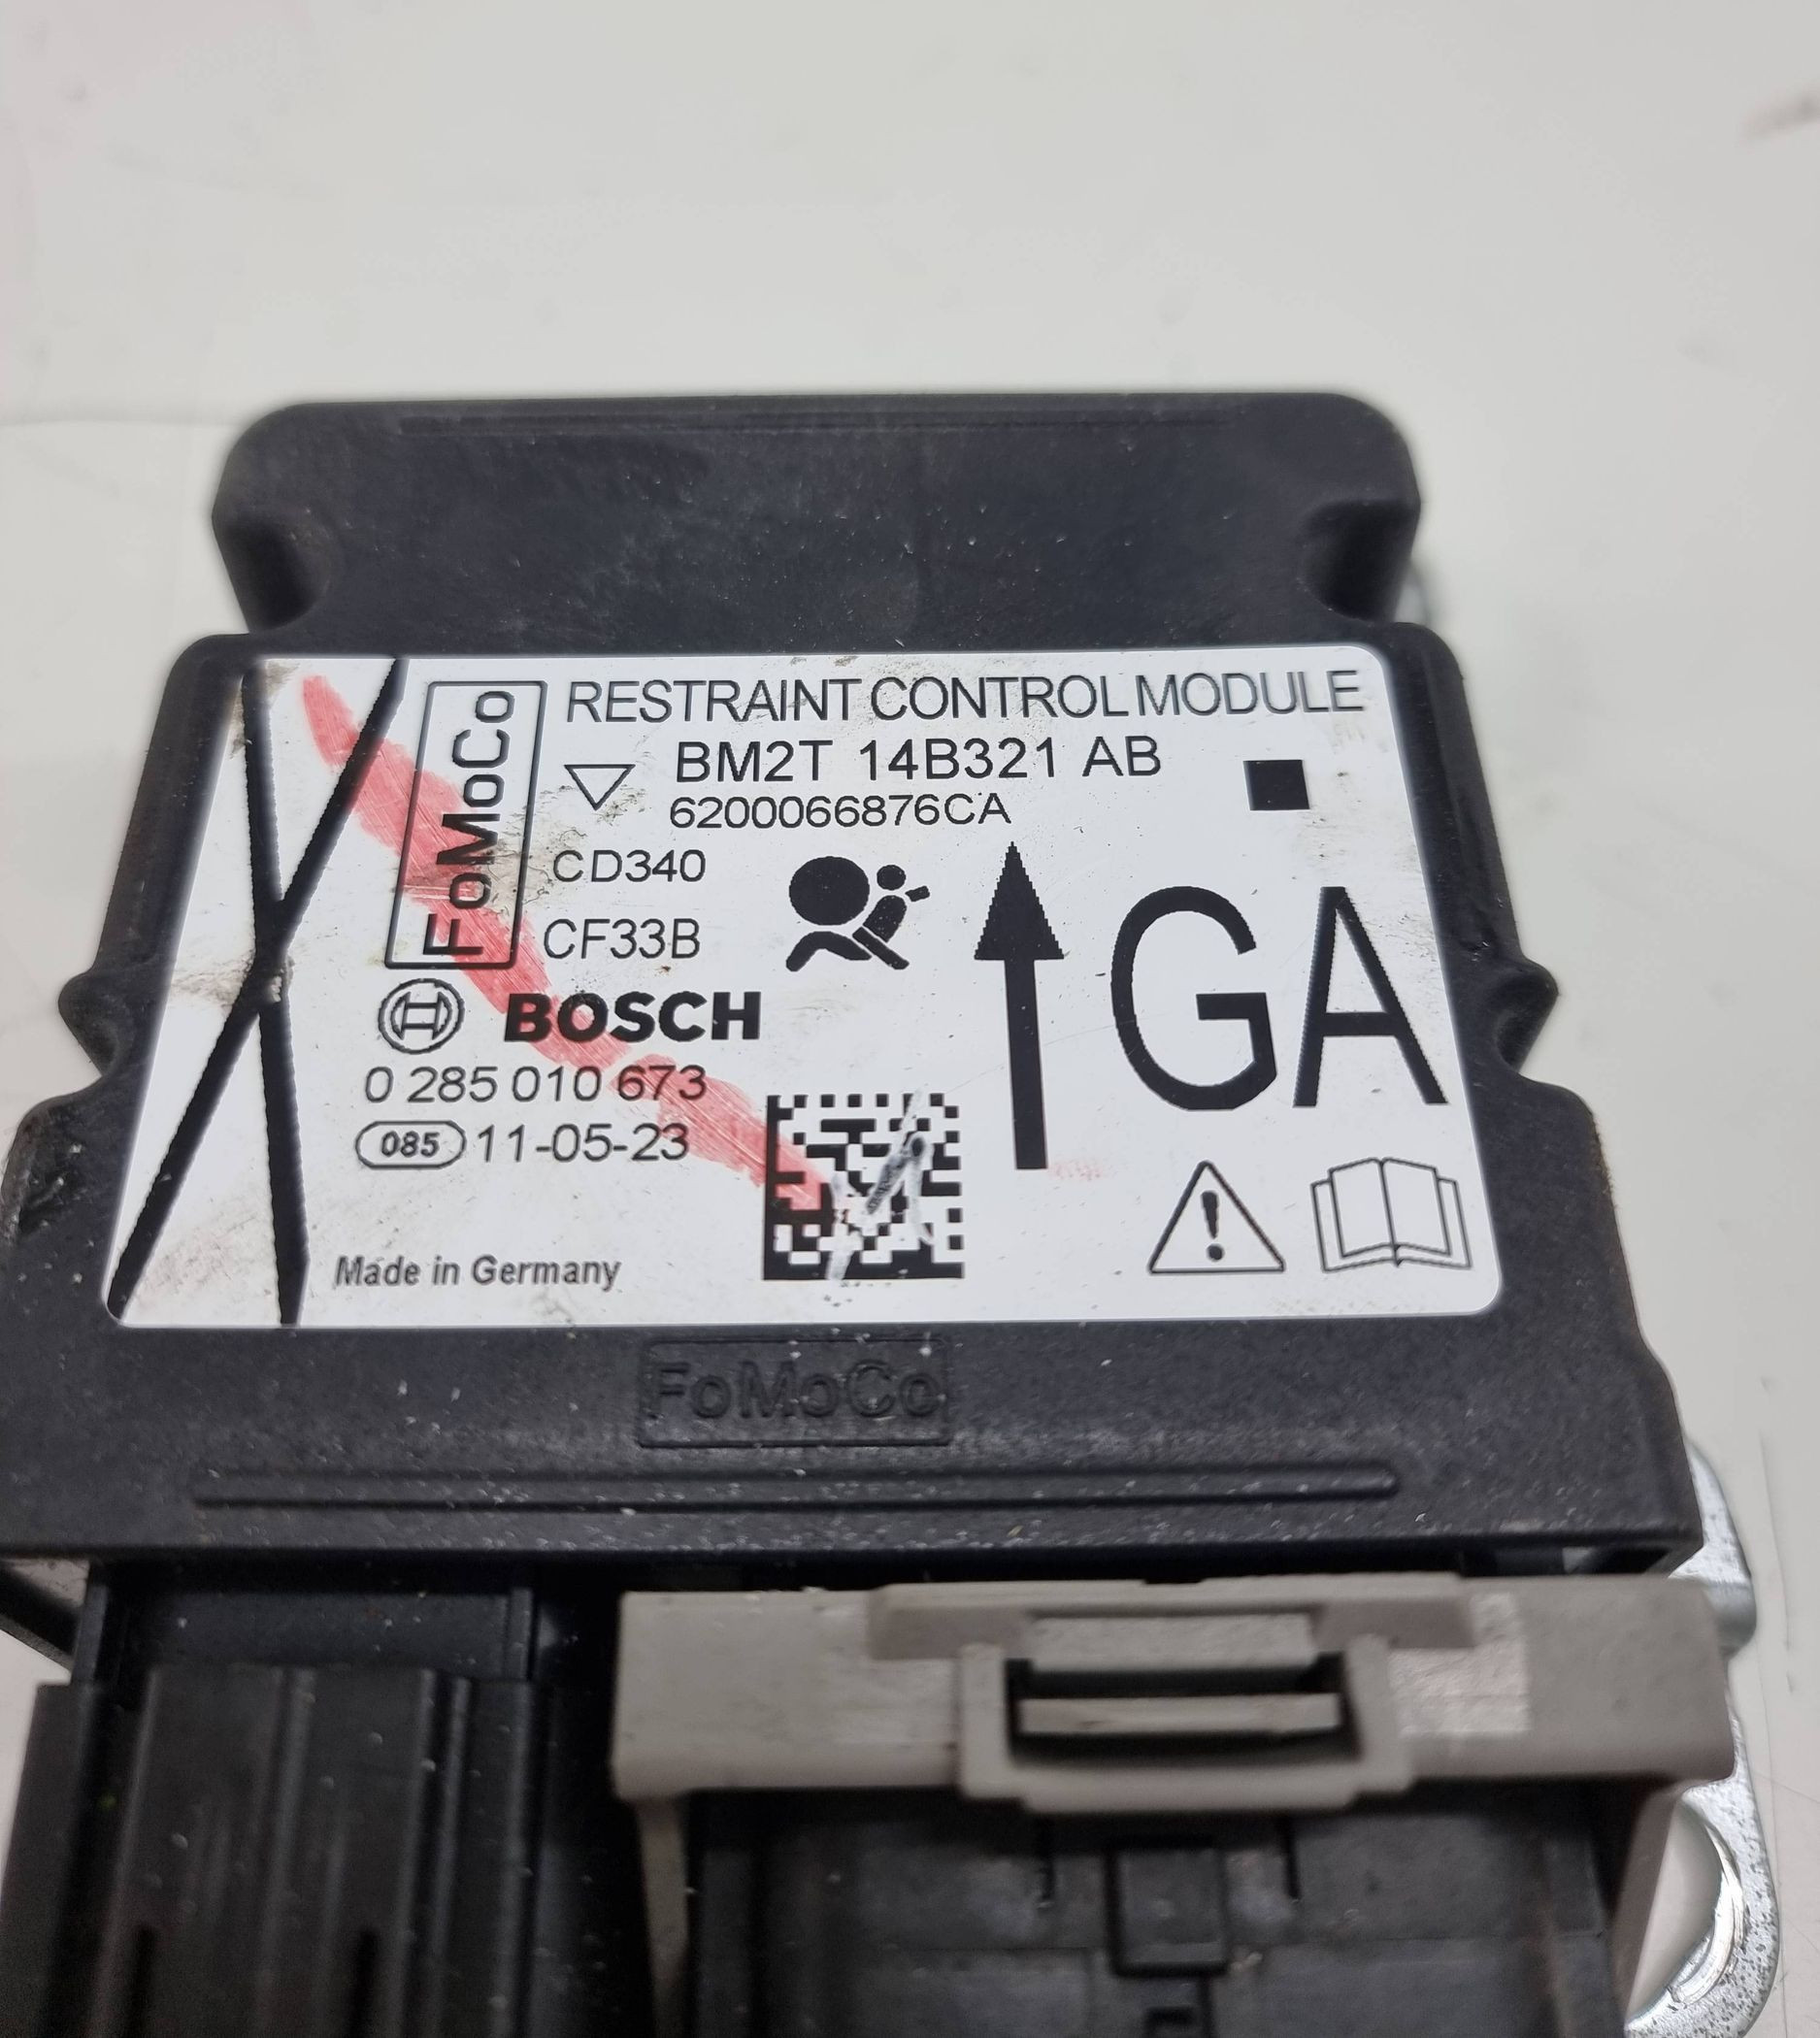 RESTRAINT CONTROL MODULE
FoMoCo
BM2T 14B321 AB
6200066876CA
CD340
CF33B
GA
BOSCH
0 285 010 673
085 11-05-23
Made in Germany
FoMoCo